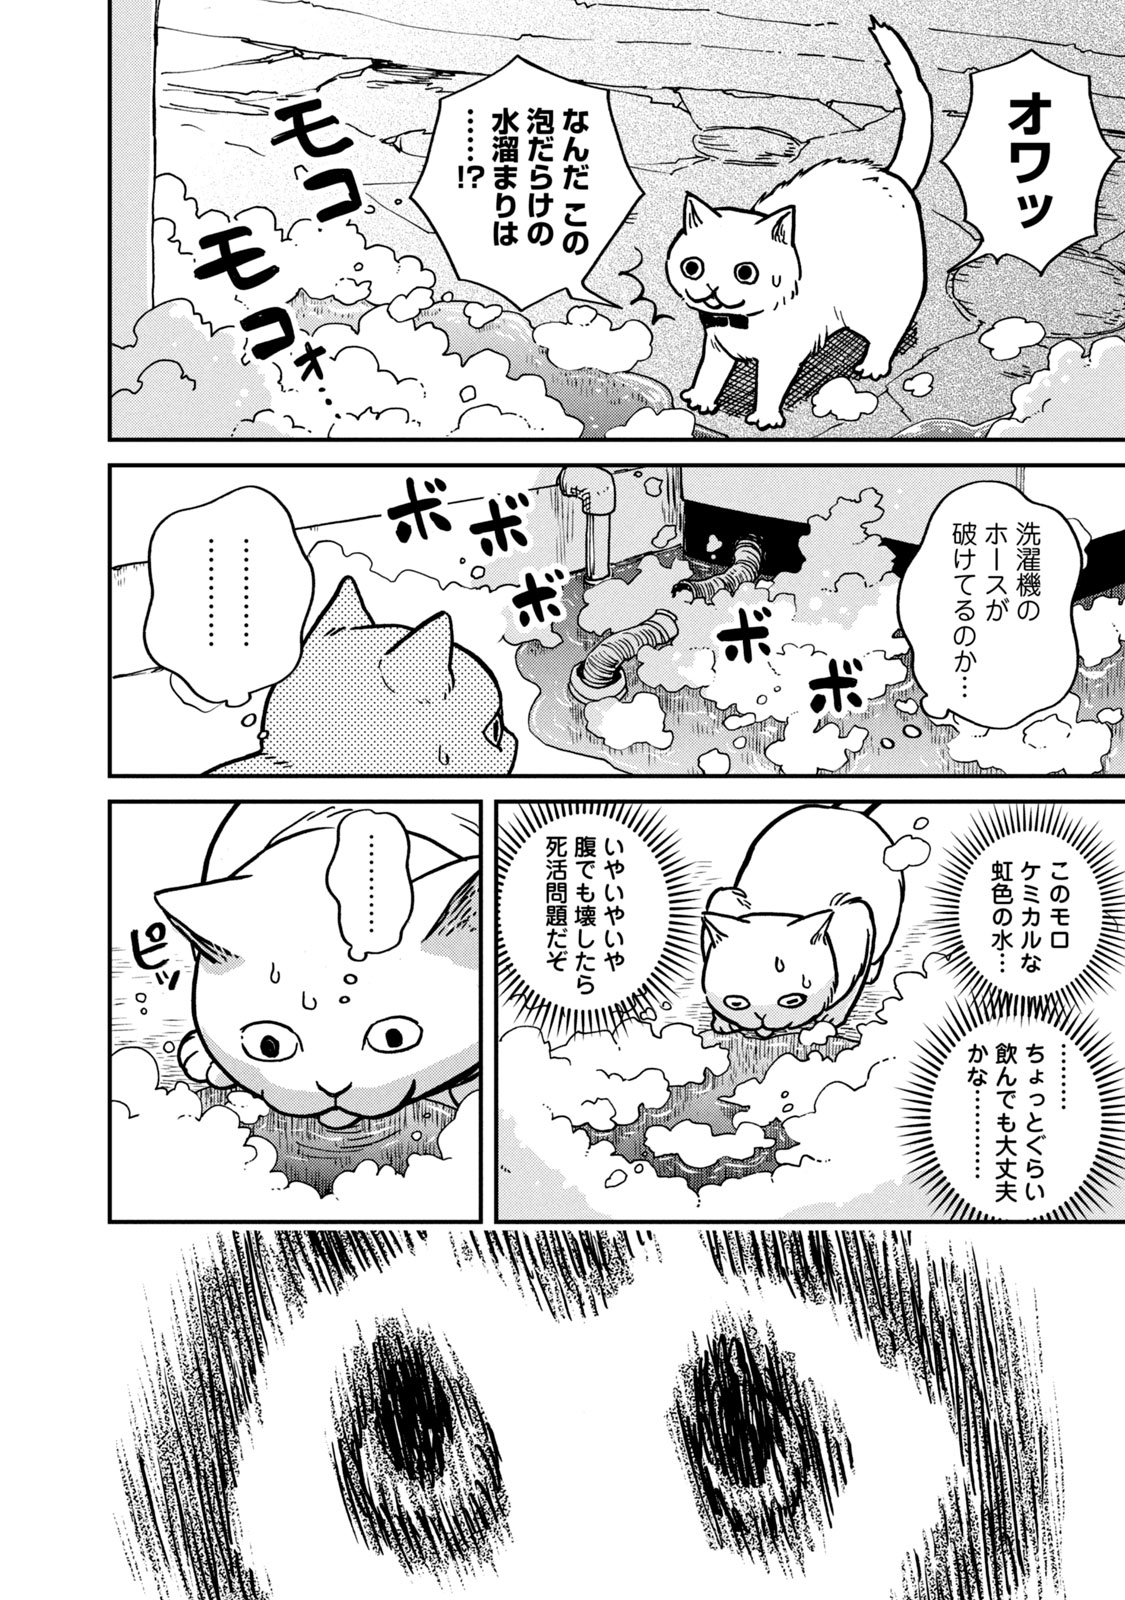 オワッ
なんだ この
泡だらけの
水溜まりは
……!?
モコ
モコォ…
洗濯機の
ホースが
破けてるのか…
ボ
ボ
ボ
ボ
ボ
………
………
このモロ
ケミカルな
虹色の水…
………
ちょっとぐらい
飲んでも大丈夫
かな…………
いやいやいや
腹でも壊したら
死活問題だぞ
………
………
ピッ